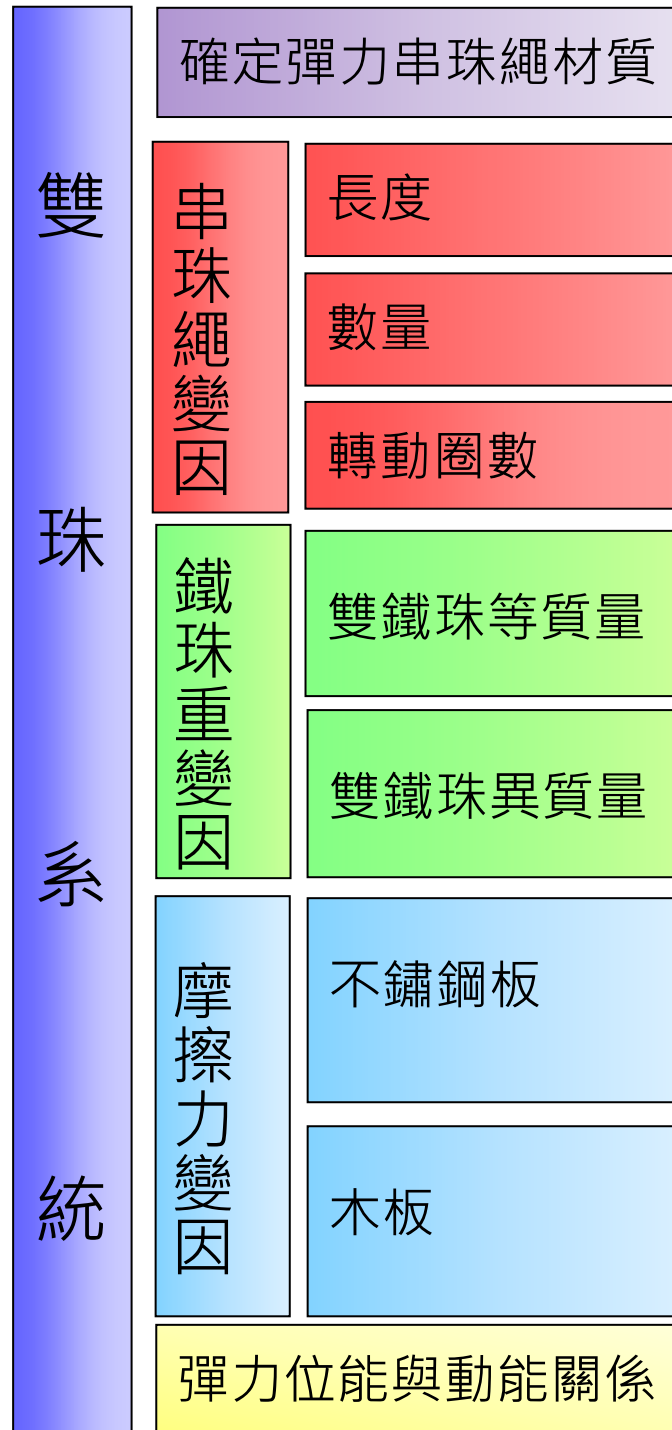 雙珠系統
確定彈力串珠繩材質
串珠繩變因
長度
數量
轉動圈數
鐵珠重變因
雙鐵珠等質量
雙鐵珠異質量
摩擦力變因
不鏽鋼板
木板
彈力位能與動能關係